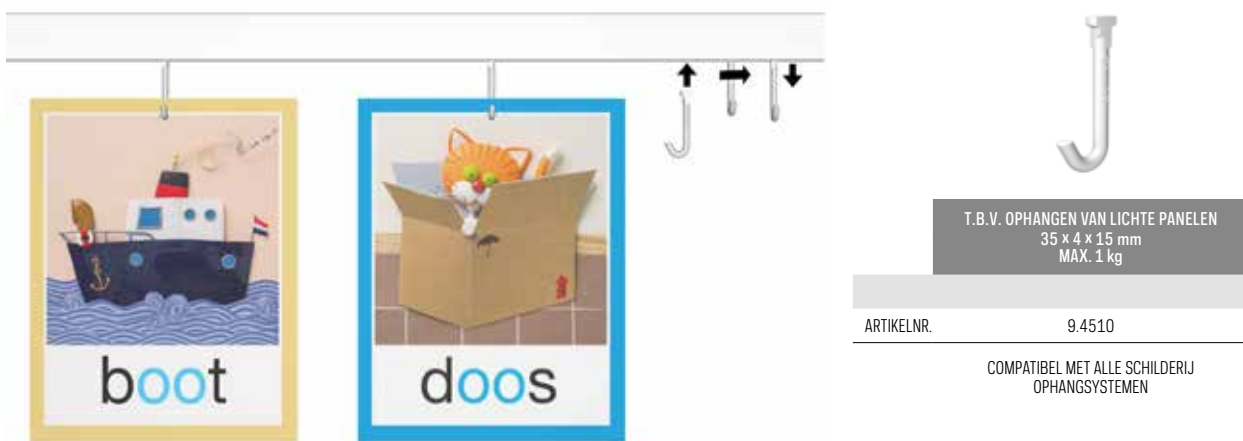 boot
doos
T.B.V. OPHANGEN VAN LICHTE PANELEN
35 x 4 x 15 mm
MAX. 1 kg
ARTIKELNR. 9.4510
COMPATIBEL MET ALLE SCHILDERIJ
OPHANGSYSTEMEN